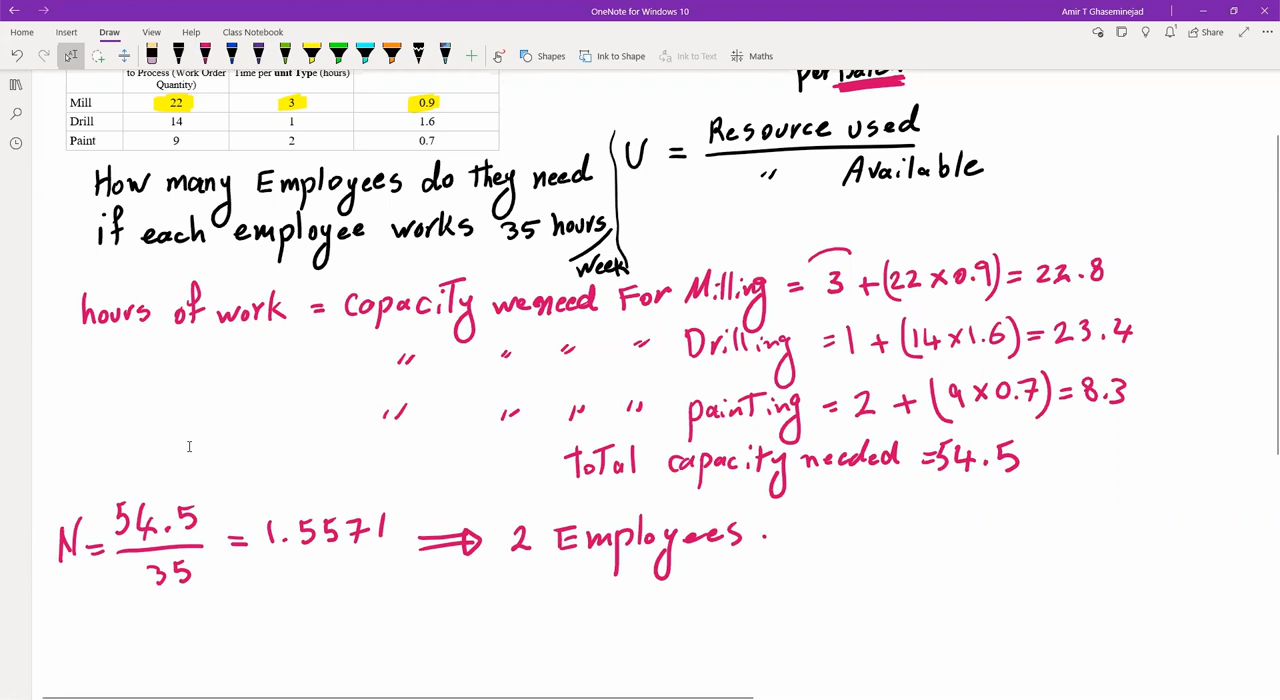 OneNote for Windows 10
Amir T Ghaseminejad
Home Insert Draw View Help Class Notebook
Share
Shapes Ink to Shape Ink to Text Maths
to Process (Work Order Time per unit Type (hours)
Quantity)
Mill 22 3 0.9
Drill 14 1 1.6
Paint 9 2 0.7
U = Resource used
〃 Available
How many Employees do they need
if each employee works 35 hours
week
hours of work = capacity we need For Milling = 3 + (22 × 0.9) = 22.8
〃 〃 〃 〃 Drilling = 1 + (14 × 1.6) = 23.4
〃 〃 〃 〃 painting = 2 + (9 × 0.7) = 8.3
total capacity needed = 54.5
N = 54.5 / 35 = 1.5571 ⇒ 2 Employees.